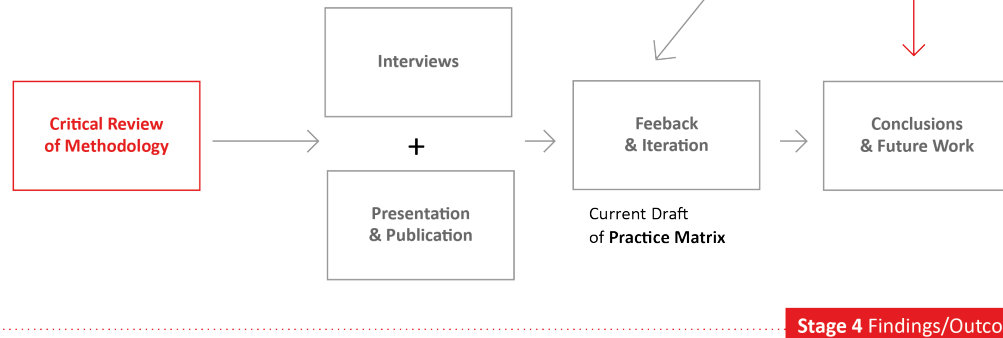 Critical Review
of Methodology
Interviews
+
Presentation
& Publication
Feeback
& Iteration
Current Draft
of Practice Matrix
Conclusions
& Future Work
Stage 4 Findings/Outco